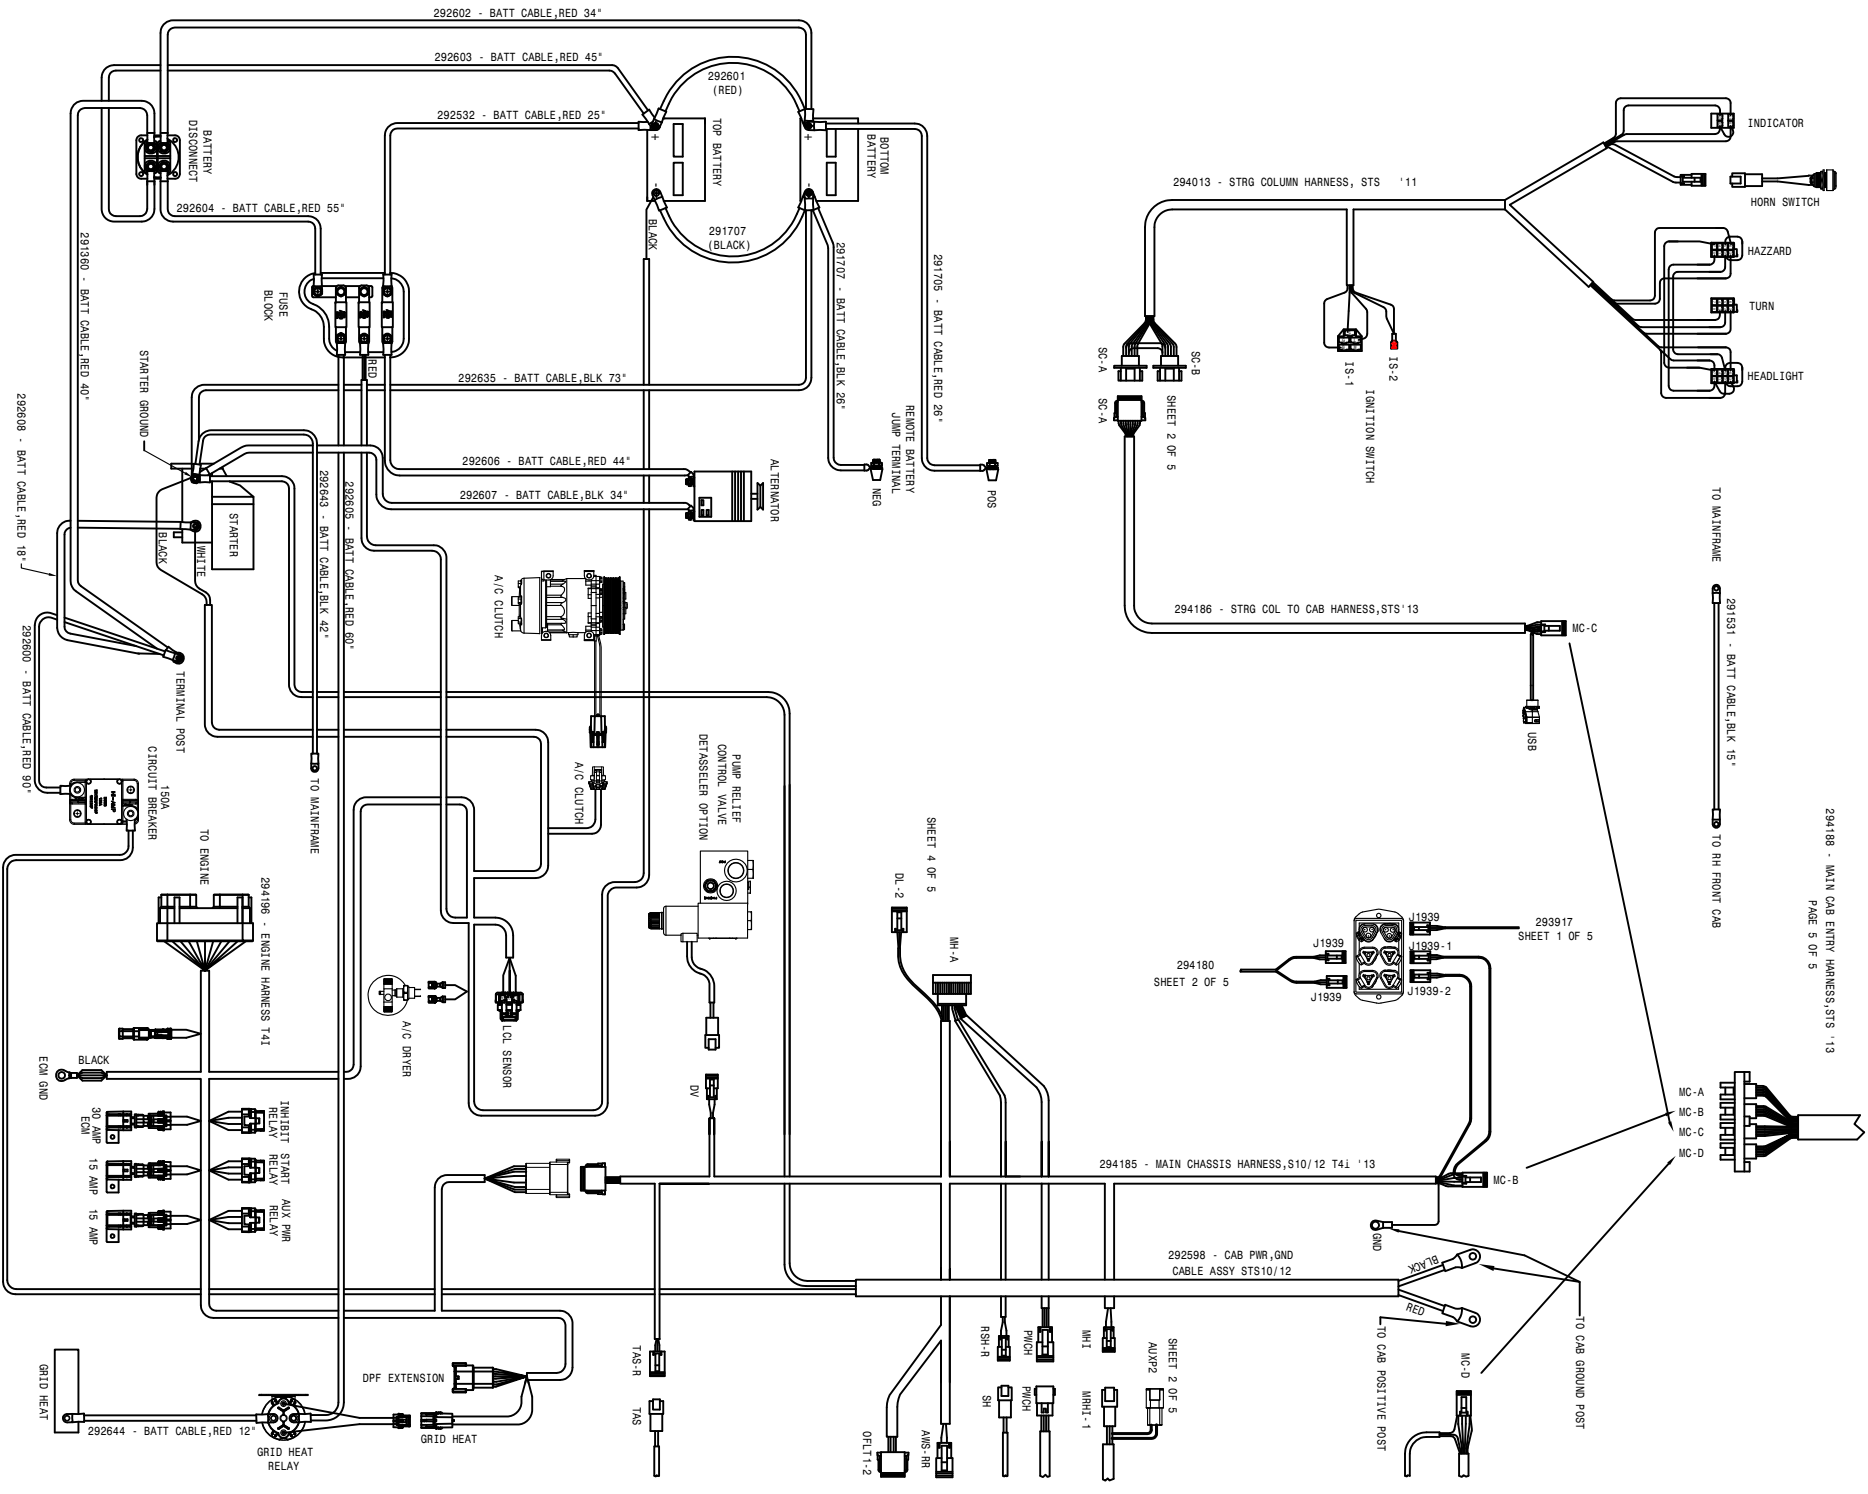 292602 - BATT CABLE,RED 34"
292603 - BATT CABLE,RED 45"
292601
(RED)
292532 - BATT CABLE,RED 25"
BATTERY
DISCONNECT
TOP BATTERY
BOTTOM
BATTERY
+
-
+
-
292604 - BATT CABLE,RED 55"
291707
(BLACK)
BLACK
291360 - BATT CABLE,RED 40"
FUSE
BLOCK
RED
291707 - BATT CABLE,BLK 26"
291705 - BATT CABLE,RED 26"
292635 - BATT CABLE,BLK 73"
REMOTE BATTERY
JUMP TERMINAL
NEG
POS
STARTER GROUND
292608 - BATT CABLE,RED 18"
292606 - BATT CABLE,RED 44"
292607 - BATT CABLE,BLK 34"
ALTERNATOR
STARTER
BLACK
WHITE
292643 - BATT CABLE,BLK 42"
292605 - BATT CABLE,RED 60"
A/C CLUTCH
292600 - BATT CABLE,RED 90"
TERMINAL POST
150A
CIRCUIT BREAKER
TO MAINFRAME
A/C CLUTCH
PUMP RELIEF
CONTROL VALVE
DETASSELER OPTION
TO ENGINE
294196 - ENGINE HARNESS T4I
A/C DRYER
LCL SENSOR
DV
BLACK
ECM GND
INHIBIT
RELAY
30 AMP
ECM
START
RELAY
15 AMP
AUX PWR
RELAY
15 AMP
GRID HEAT
292644 - BATT CABLE,RED 12"
GRID HEAT
RELAY
DPF EXTENSION
GRID HEAT
TAS-R
TAS
294013 - STRG COLUMN HARNESS, STS '11
INDICATOR
HORN SWITCH
HAZZARD
TURN
HEADLIGHT
SC-A
SC-B
SC-A
SHEET 2 OF 5
IS-1
IS-2
IGNITION SWITCH
294186 - STRG COL TO CAB HARNESS,STS'13
MC-C
USB
TO MAINFRAME
291531 - BATT CABLE,BLK 15"
TO RH FRONT CAB
294188 - MAIN CAB ENTRY HARNESS,STS '13
PAGE 5 OF 5
SHEET 4 OF 5
DL-2
MH-A
J1939
293917
SHEET 1 OF 5
J1939
J1939-1
294180
SHEET 2 OF 5
J1939
J1939-2
MC-A
MC-B
MC-C
MC-D
294185 - MAIN CHASSIS HARNESS,S10/12 T4i '13
MC-B
GND
292598 - CAB PWR,GND
CABLE ASSY STS10/12
BLACK
RED
TO CAB GROUND POST
TO CAB POSITIVE POST
MC-D
RSH-R
PWCH
MHI
SHEET 2 OF 5
AUXP2
SH
PWCH
MRHI-1
OFLT1-2
AWS-RR